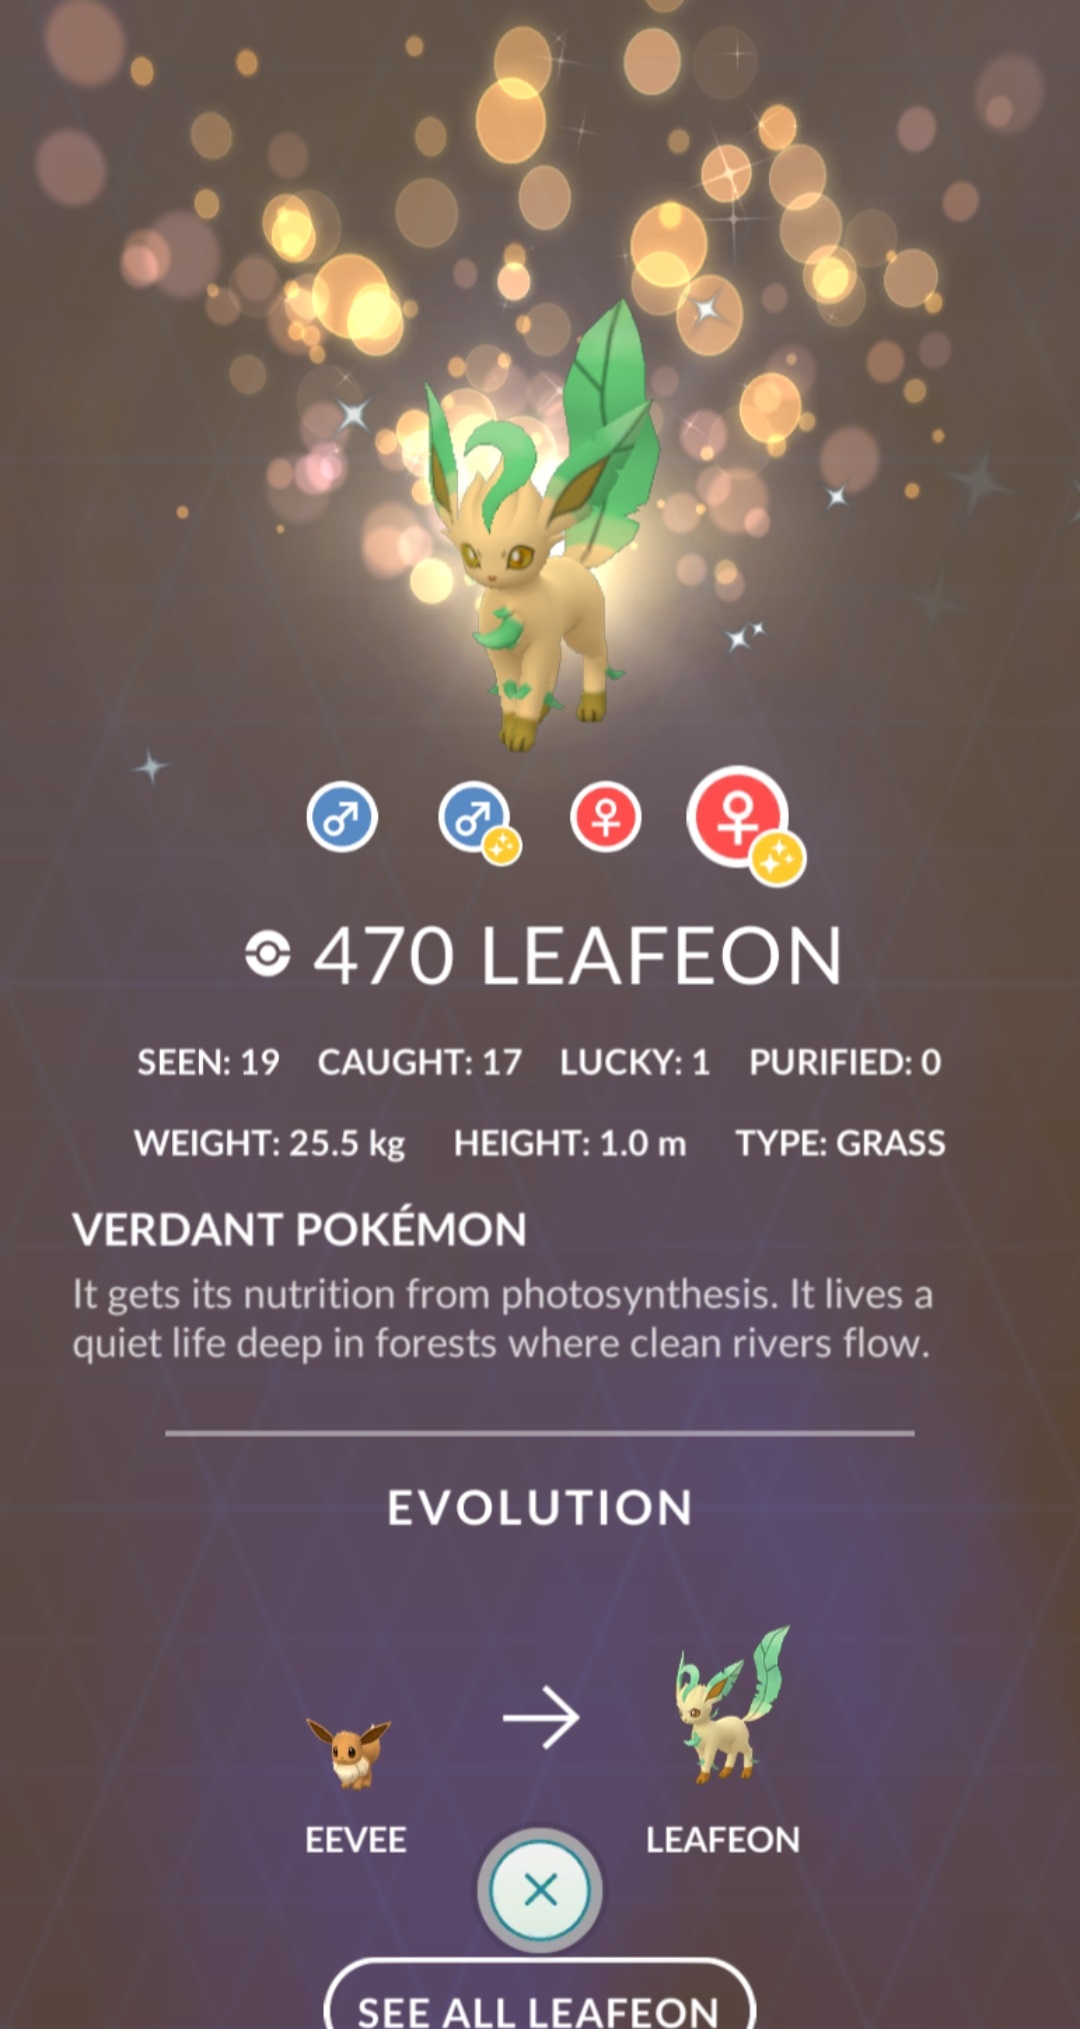 470 LEAFEON
SEEN: 19 CAUGHT: 17 LUCKY: 1 PURIFIED: 0
WEIGHT: 25.5 kg HEIGHT: 1.0 m TYPE: GRASS
VERDANT POKÉMON
It gets its nutrition from photosynthesis. It lives a
quiet life deep in forests where clean rivers flow.
EVOLUTION
EEVEE LEAFEON
SEE ALL LEAFEON